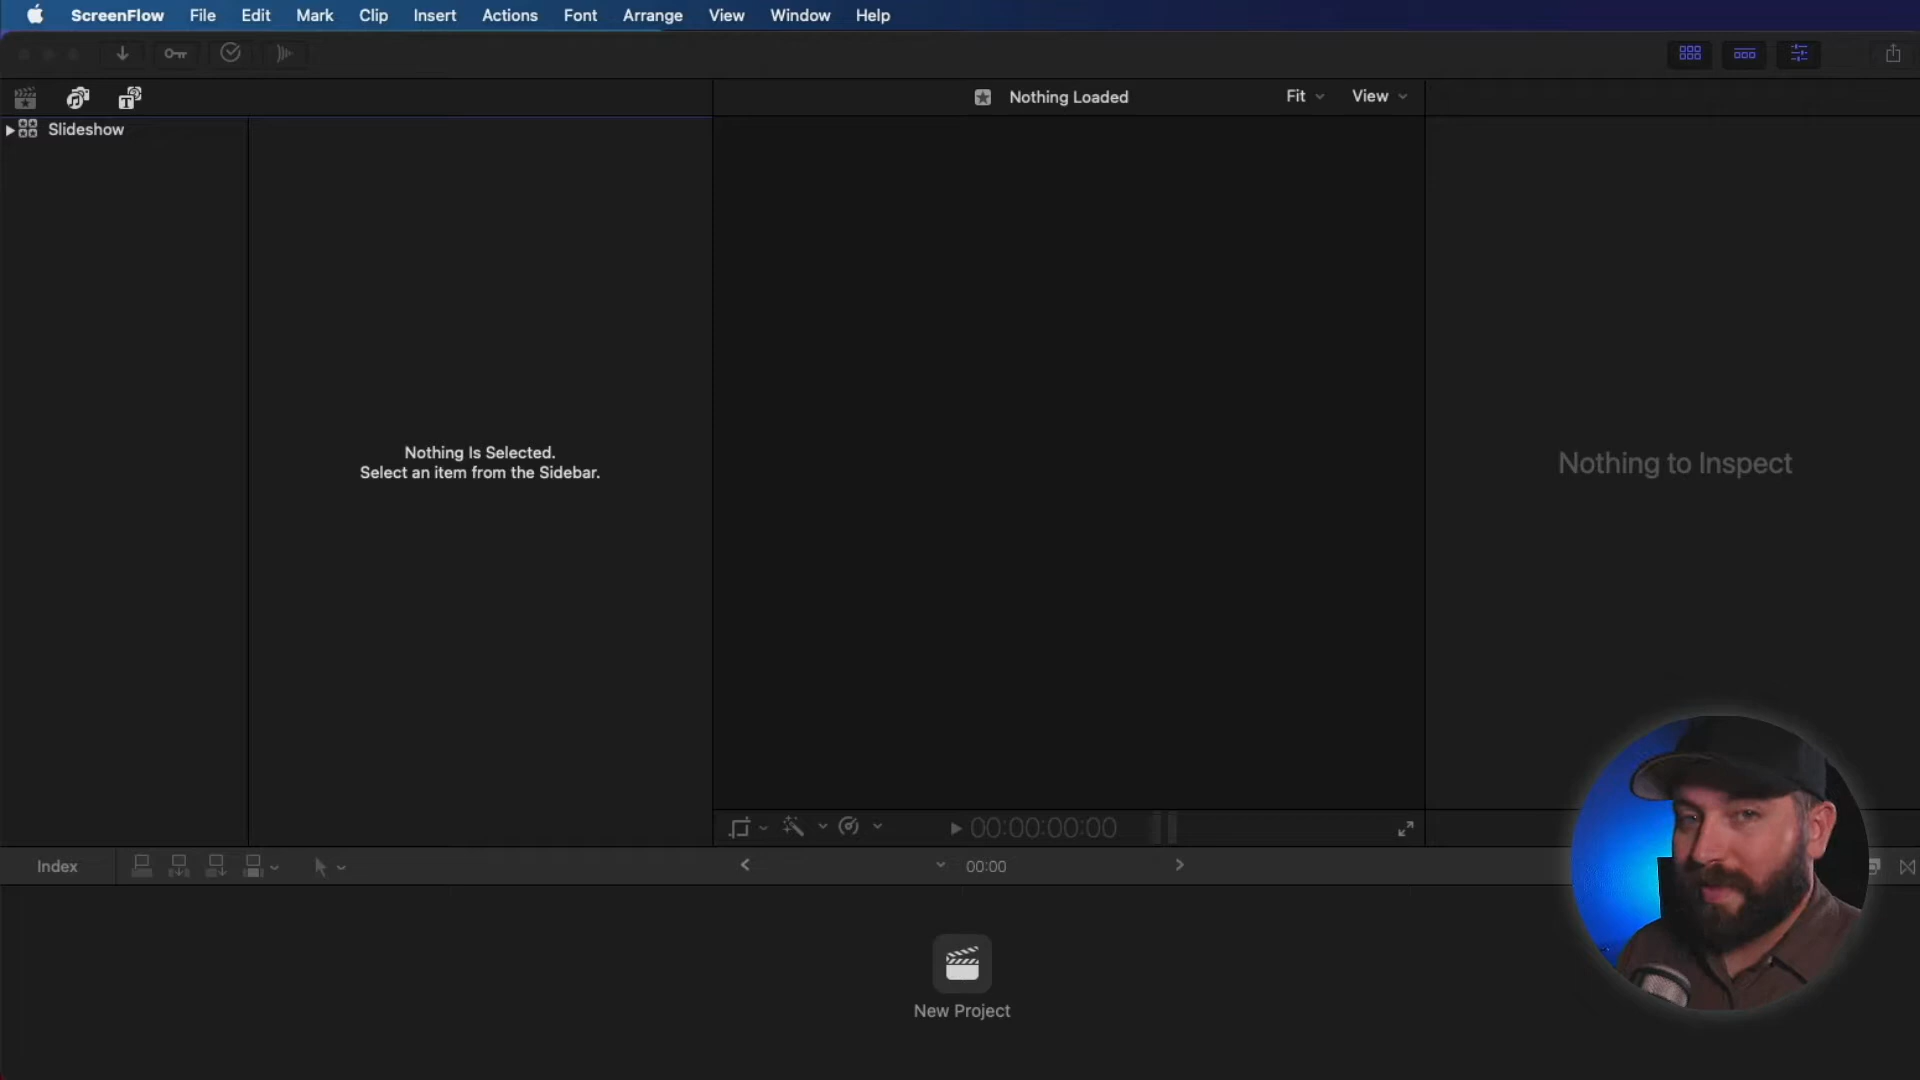 ScreenFlow File Edit Mark Clip Insert Actions Font Arrange View Window Help
Nothing Loaded Fit View
Slideshow
Nothing Is Selected.
Select an item from the Sidebar.
Nothing to Inspect
00:00:00:00
Index 00:00
New Project